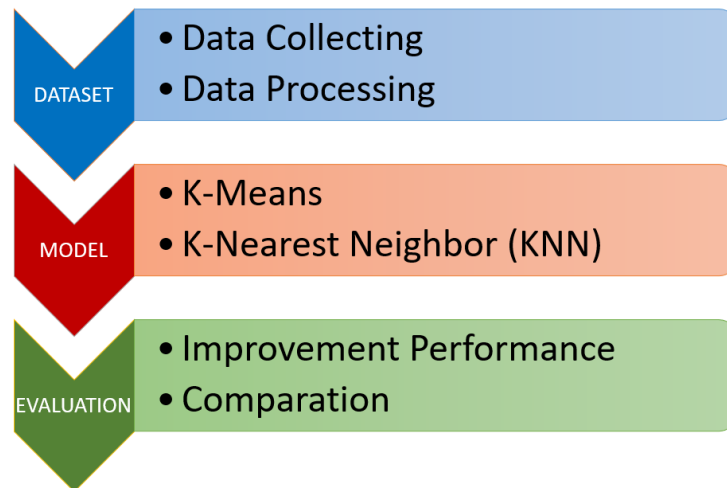 DATASET
• Data Collecting
• Data Processing
MODEL
• K-Means
• K-Nearest Neighbor (KNN)
EVALUATION
• Improvement Performance
• Comparation